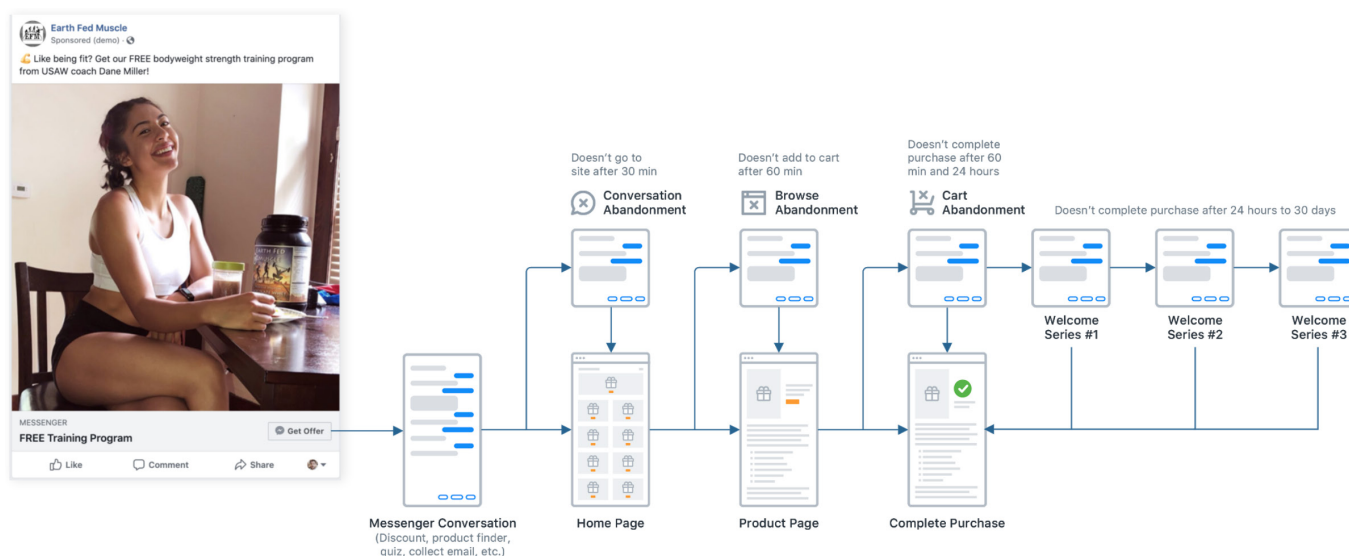 Earth Fed Muscle
Sponsored (demo) ·
💪 Like being fit? Get our FREE bodyweight strength training program
from USAW coach Dane Miller!
EARTH FED
MESSENGER
FREE Training Program
Get Offer
Like
Comment
Share
Messenger Conversation
(Discount, product finder,
quiz, collect email, etc.)
Doesn't go to
site after 30 min
Conversation
Abandonment
Home Page
Doesn't add to cart
after 60 min
Browse
Abandonment
Product Page
Doesn't complete
purchase after 60
min and 24 hours
Cart
Abandonment
Complete Purchase
Doesn't complete purchase after 24 hours to 30 days
Welcome
Series #1
Welcome
Series #2
Welcome
Series #3